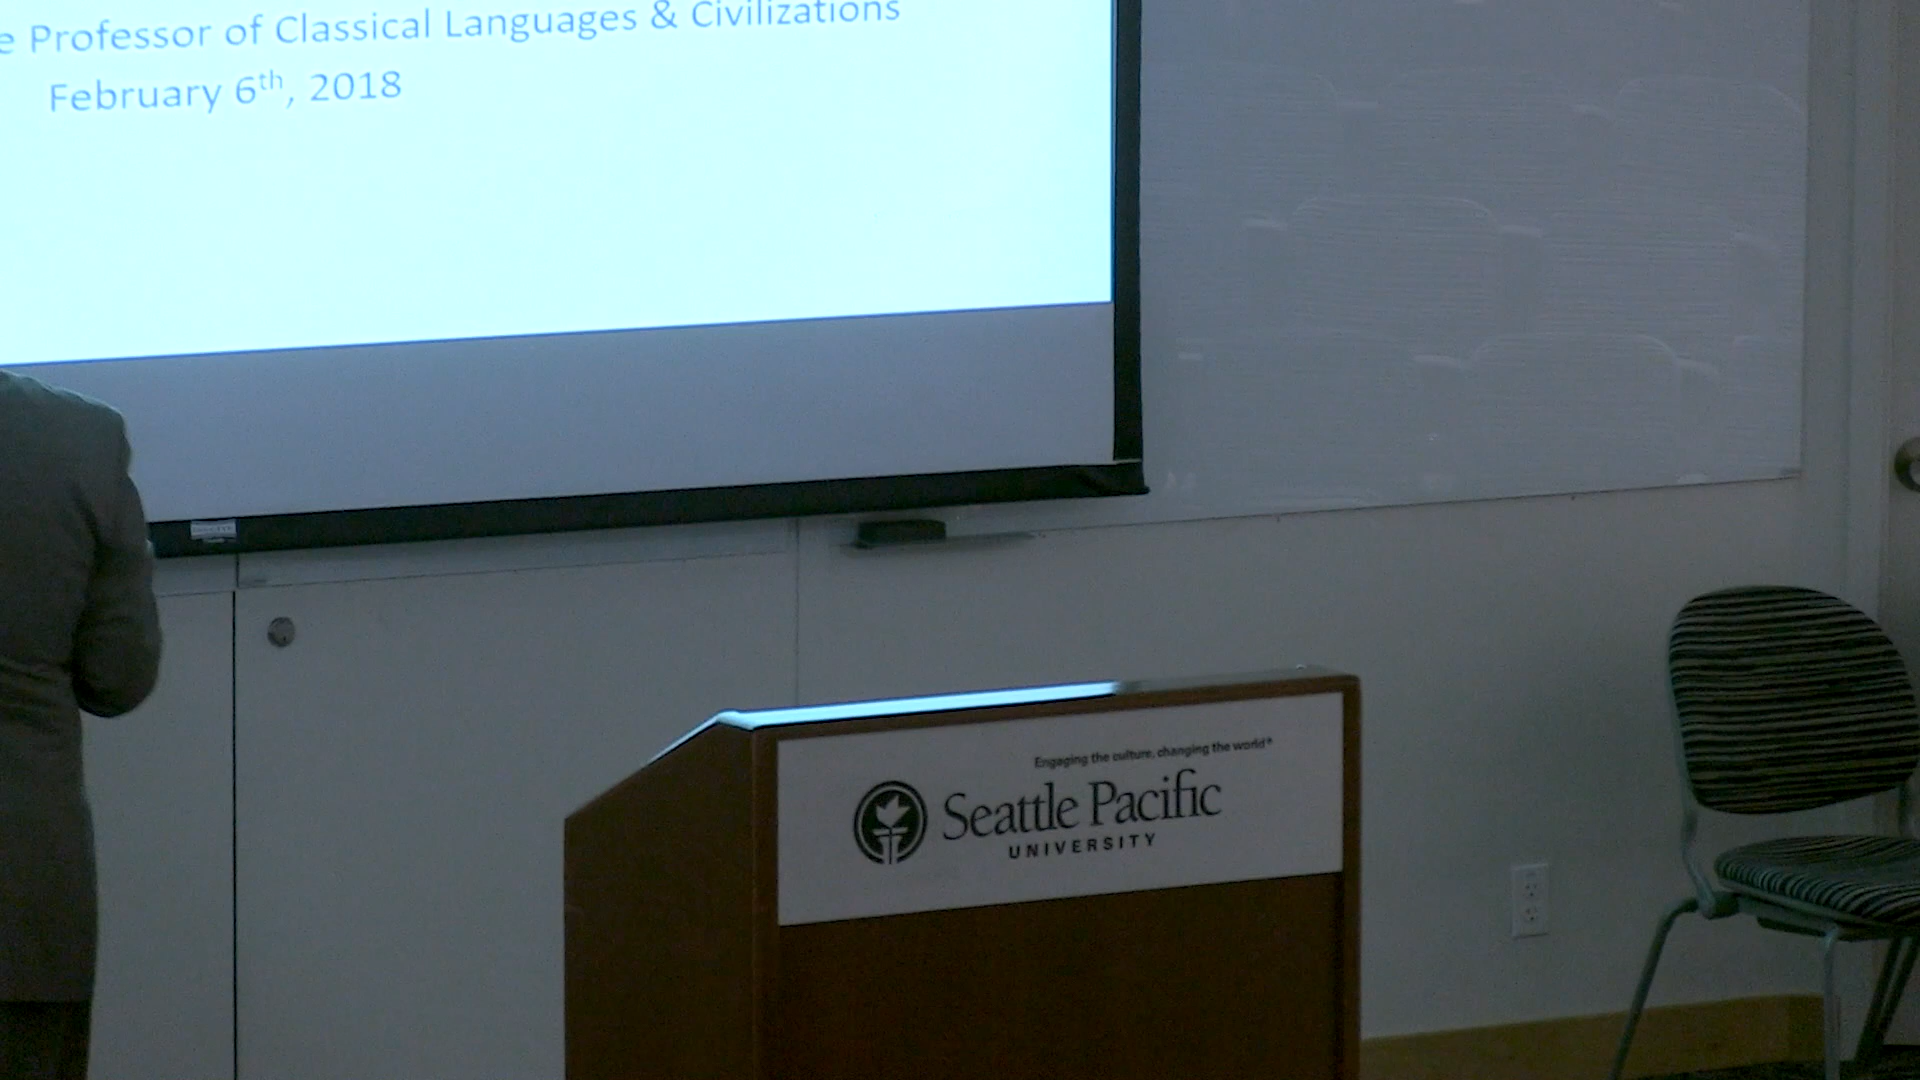 e Professor of Classical Languages & Civilizations
February 6th, 2018
Engaging the culture, changing the world®
Seattle Pacific
UNIVERSITY